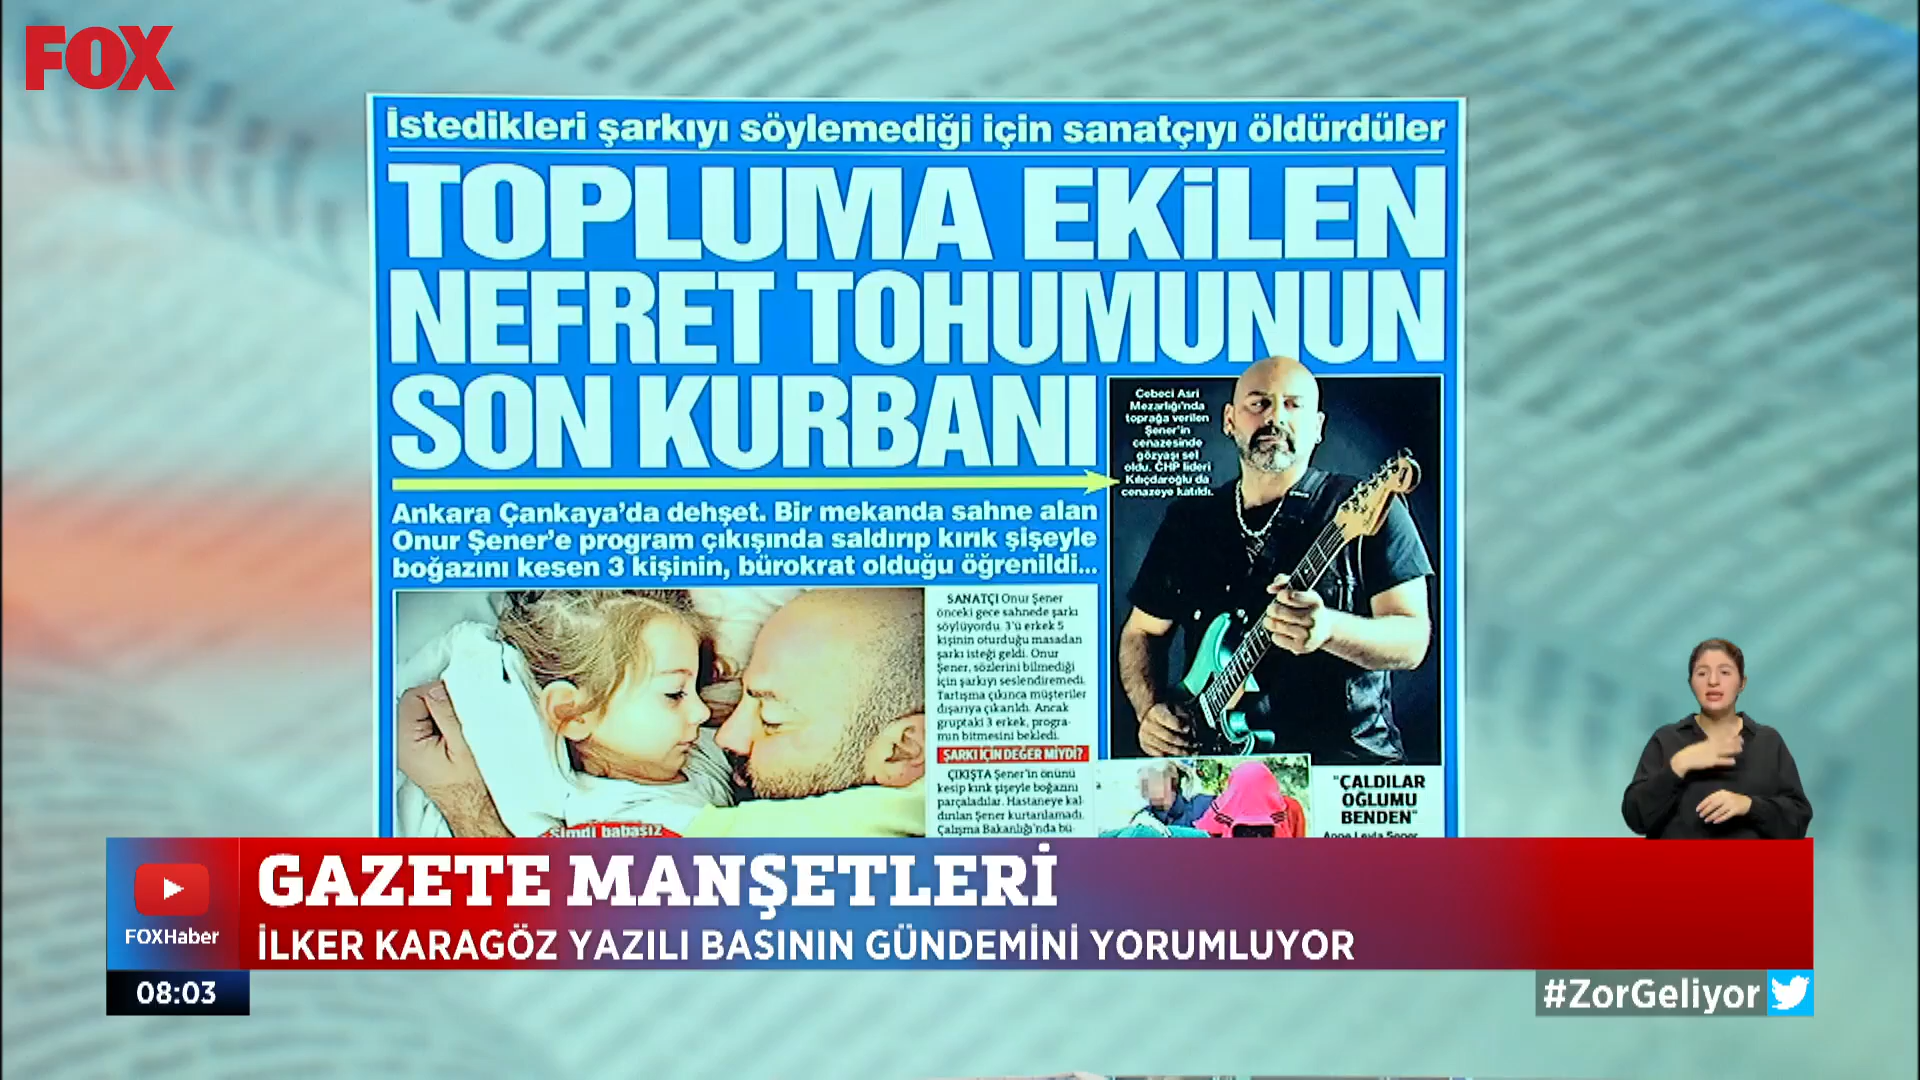 FOX
İstedikleri şarkıyı söylemediği için sanatçıyı öldürdüler
TOPLUMA EKiLEN
NEFRET TOHUMUNUN
SON KURBANI
Cebeci Asri
Mezarlığı'nda
toprağa verilen
Şener'in
cenazesinde
gözyaşı sel
oldu. CHP lideri
Kılıçdaroğlu da
cenazeye katıldı.
Ankara Çankaya'da dehşet. Bir mekanda sahne alan
Onur Şener'e program çıkışında saldırıp kırık şişeyle
boğazını kesen 3 kişinin, bürokrat olduğu öğrenildi...
SANATÇI Onur Şener
önceki gece sahnede şarkı
söylüyordu. 3'ü erkek 5
kişinin oturduğu masadan
şarkı isteği geldi. Onur
Şener, sözlerini bilmediği
için şarkıyı seslendiremedi.
Tartışma çıkınca müşteriler
dışarıya çıkarıldı. Ancak
gruptaki 3 erkek, progra-
mın bitmesini bekledi.
ŞARKI İÇİN DEĞER MİYDİ?
ÇIKIŞTA Şener'in önünü
kesip kırık şişeyle boğazını
parçaladılar. Hastaneye kal-
dırılan Şener kurtarılamadı.
Çalışma Bakanlığı'nda bü-
şimdi babasız
"ÇALDILAR
OĞLUMU
BENDEN"
Anne Leyla Şener
GAZETE MANŞETLERİ
FOXHaber
İLKER KARAGÖZ YAZILI BASININ GÜNDEMİNİ YORUMLUYOR
08:03
#ZorGeliyor